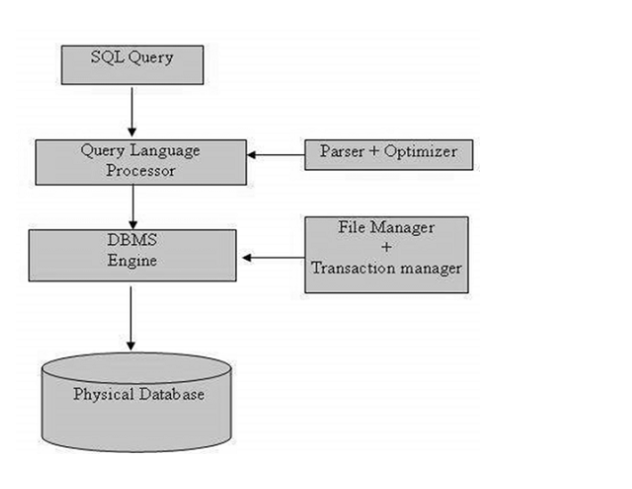 SQL Query
Query Language
Processor
Parser + Optimizer
DBMS
Engine
File Manager
+
Transaction manager
Physical Database